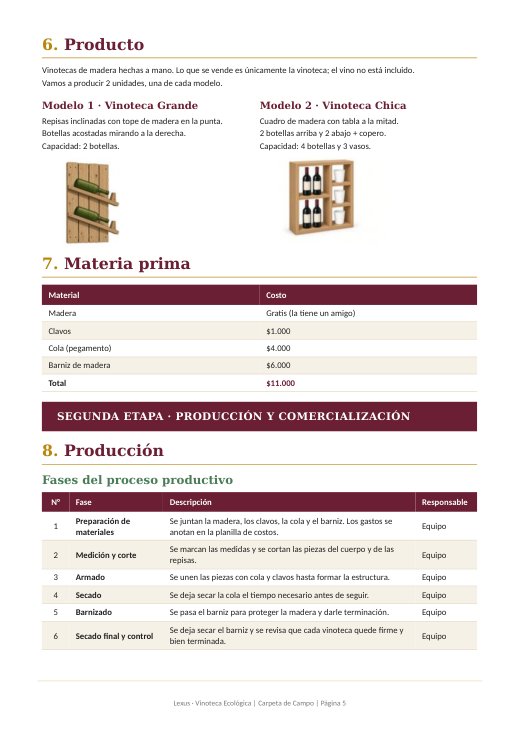 6. Producto
Vinotecas de madera hechas a mano. Lo que se vende es únicamente la vinoteca; el vino no está incluido.
Vamos a producir 2 unidades, una de cada modelo.
Modelo 1 · Vinoteca Grande
Repisas inclinadas con tope de madera en la punta.
Botellas acostadas mirando a la derecha.
Capacidad: 2 botellas.
Modelo 2 · Vinoteca Chica
Cuadro de madera con tabla a la mitad.
2 botellas arriba y 2 abajo + copero.
Capacidad: 4 botellas y 3 vasos.
7. Materia prima
Material Costo
Madera Gratis (la tiene un amigo)
Clavos $1.000
Cola (pegamento) $4.000
Barniz de madera $6.000
Total $11.000
SEGUNDA ETAPA · PRODUCCIÓN Y COMERCIALIZACIÓN
8. Producción
Fases del proceso productivo
N° Fase Descripción Responsable
1 Preparación de materiales Se juntan la madera, los clavos, la cola y el barniz. Los gastos se anotan en la planilla de costos. Equipo
2 Medición y corte Se marcan las medidas y se cortan las piezas del cuerpo y de las repisas. Equipo
3 Armado Se unen las piezas con cola y clavos hasta formar la estructura. Equipo
4 Secado Se deja secar la cola el tiempo necesario antes de seguir. Equipo
5 Barnizado Se pasa el barniz para proteger la madera y darle terminación. Equipo
6 Secado final y control Se deja secar el barniz y se revisa que cada vinoteca quede firme y bien terminada. Equipo
Lexus · Vinoteca Ecológica | Carpeta de Campo | Página 5